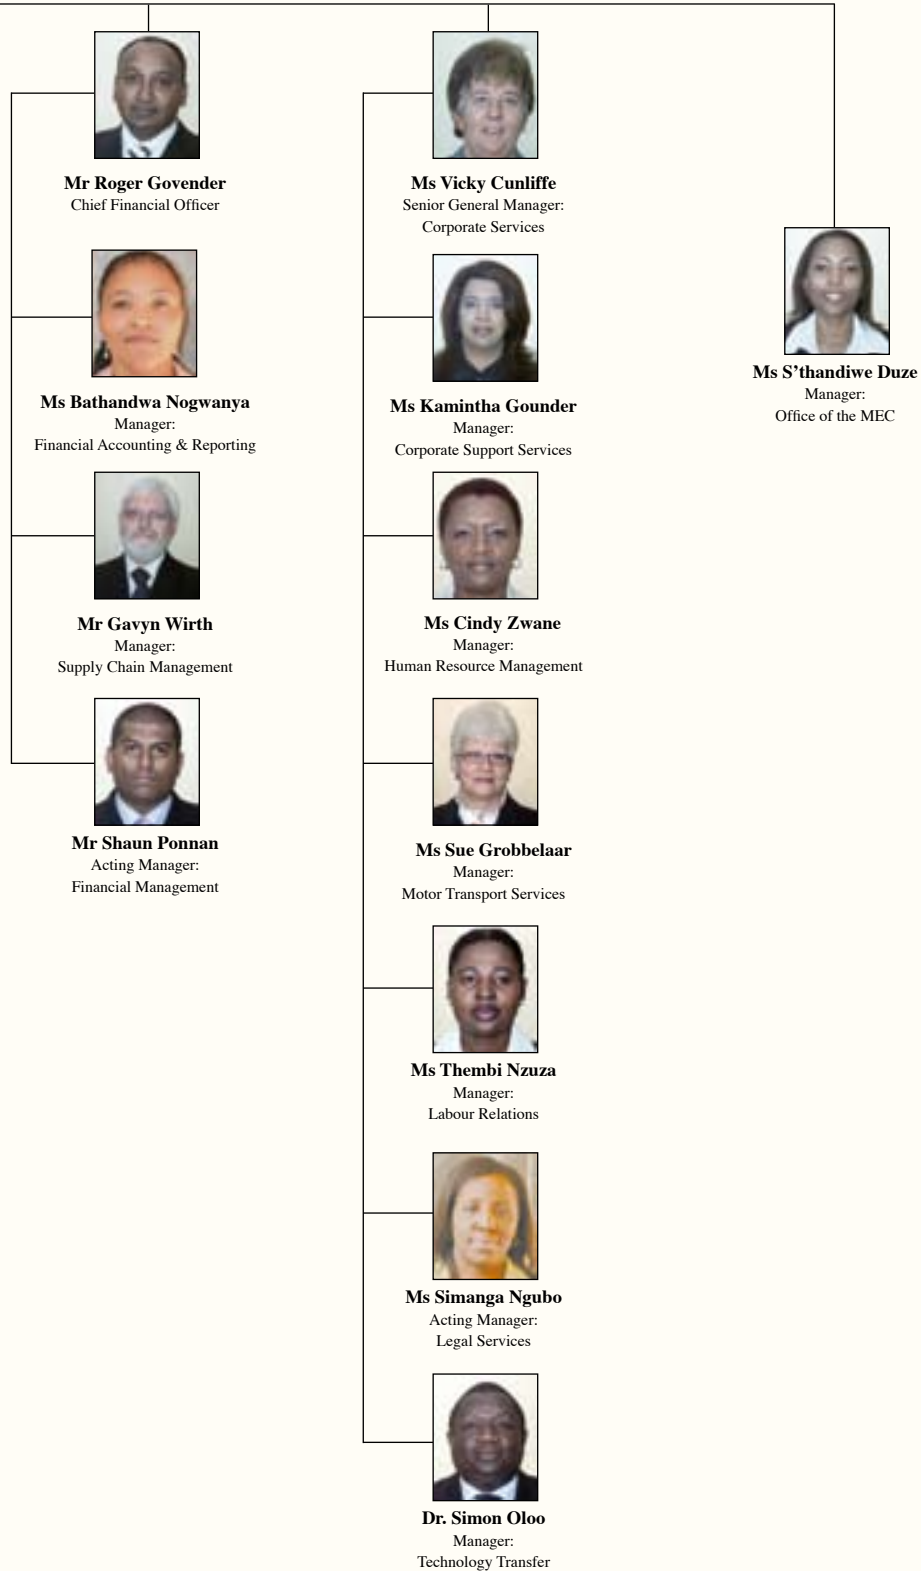 Mr Roger Govender
Chief Financial Officer
Ms Bathandwa Nogwanya
Manager:
Financial Accounting & Reporting
Mr Gavyn Wirth
Manager:
Supply Chain Management
Mr Shaun Ponnan
Acting Manager:
Financial Management
Ms Vicky Cunliffe
Senior General Manager:
Corporate Services
Ms Kamintha Gounder
Manager:
Corporate Support Services
Ms Cindy Zwane
Manager:
Human Resource Management
Ms Sue Grobbelaar
Manager:
Motor Transport Services
Ms Thembi Nzuza
Manager:
Labour Relations
Ms Simanga Ngubo
Acting Manager:
Legal Services
Dr. Simon Oloo
Manager:
Technology Transfer
Ms S’thandiwe Duze
Manager:
Office of the MEC